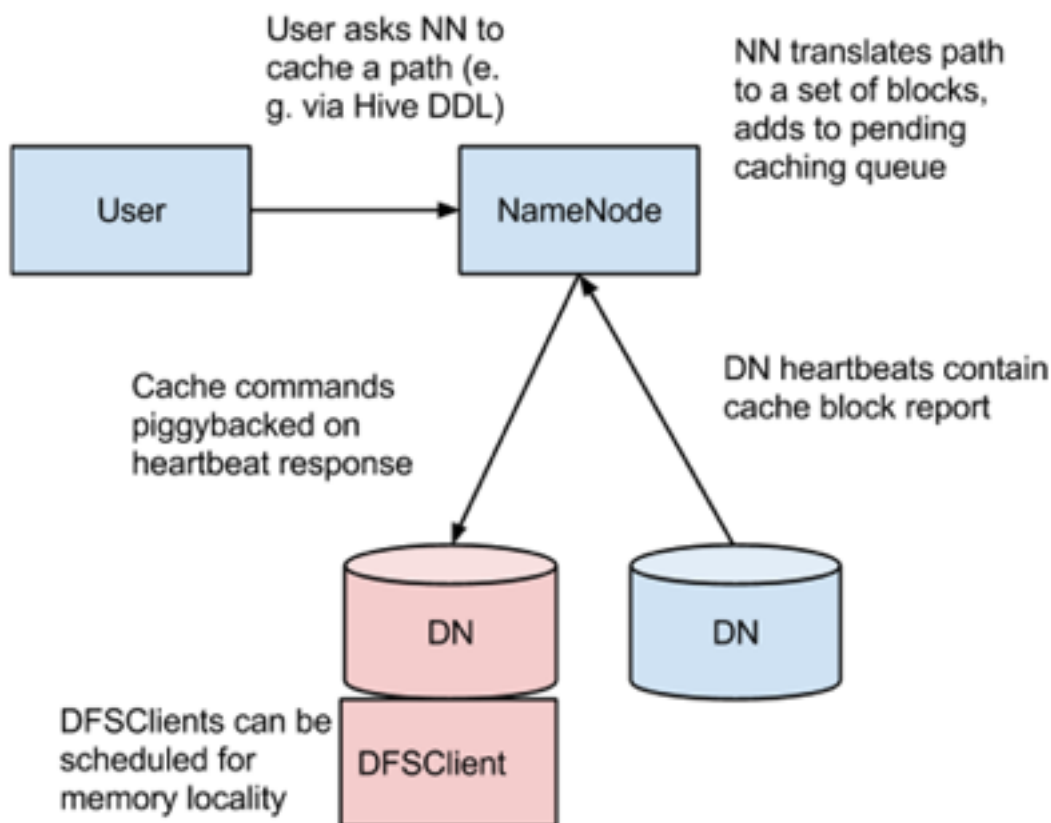 User asks NN to
cache a path (e.
g. via Hive DDL)
NN translates path
to a set of blocks,
adds to pending
caching queue
User
NameNode
Cache commands
piggybacked on
heartbeat response
DN heartbeats contain
cache block report
DN
DN
DFSClients can be
scheduled for
memory locality
DFSClient